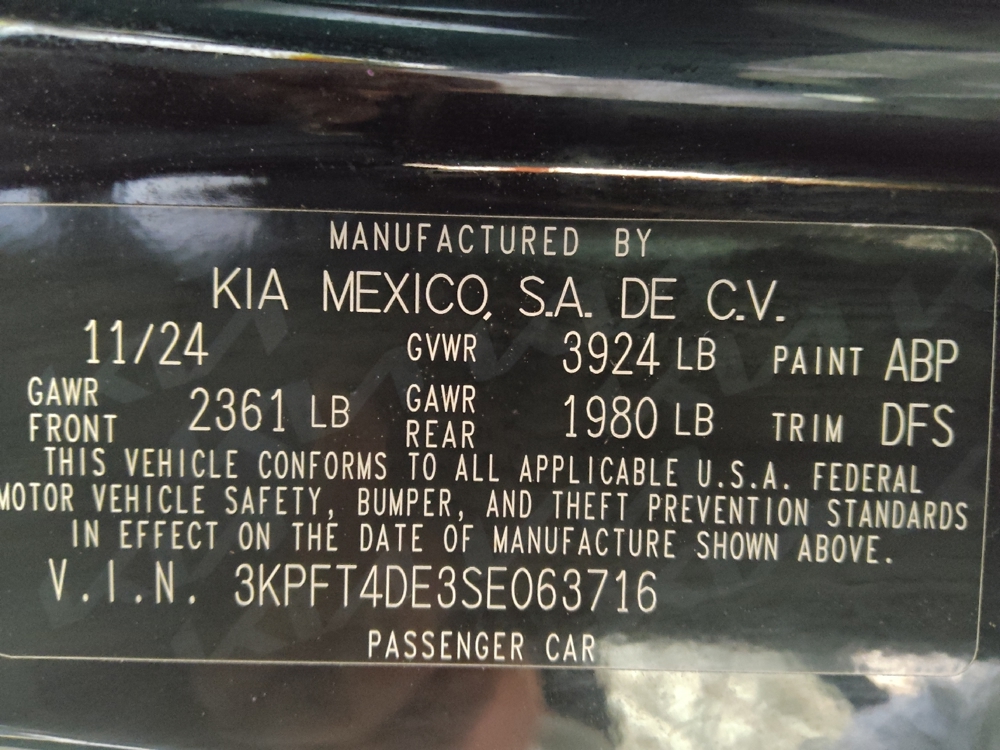 MANUFACTURED BY
KIA MEXICO, S.A. DE C.V.
11/24 GVWR 3924 LB PAINT ABP
GAWR FRONT 2361 LB GAWR REAR 1980 LB TRIM DFS
THIS VEHICLE CONFORMS TO ALL APPLICABLE U.S.A. FEDERAL
MOTOR VEHICLE SAFETY, BUMPER, AND THEFT PREVENTION STANDARDS
IN EFFECT ON THE DATE OF MANUFACTURE SHOWN ABOVE.
V.I.N. 3KPFT4DE3SE063716
PASSENGER CAR